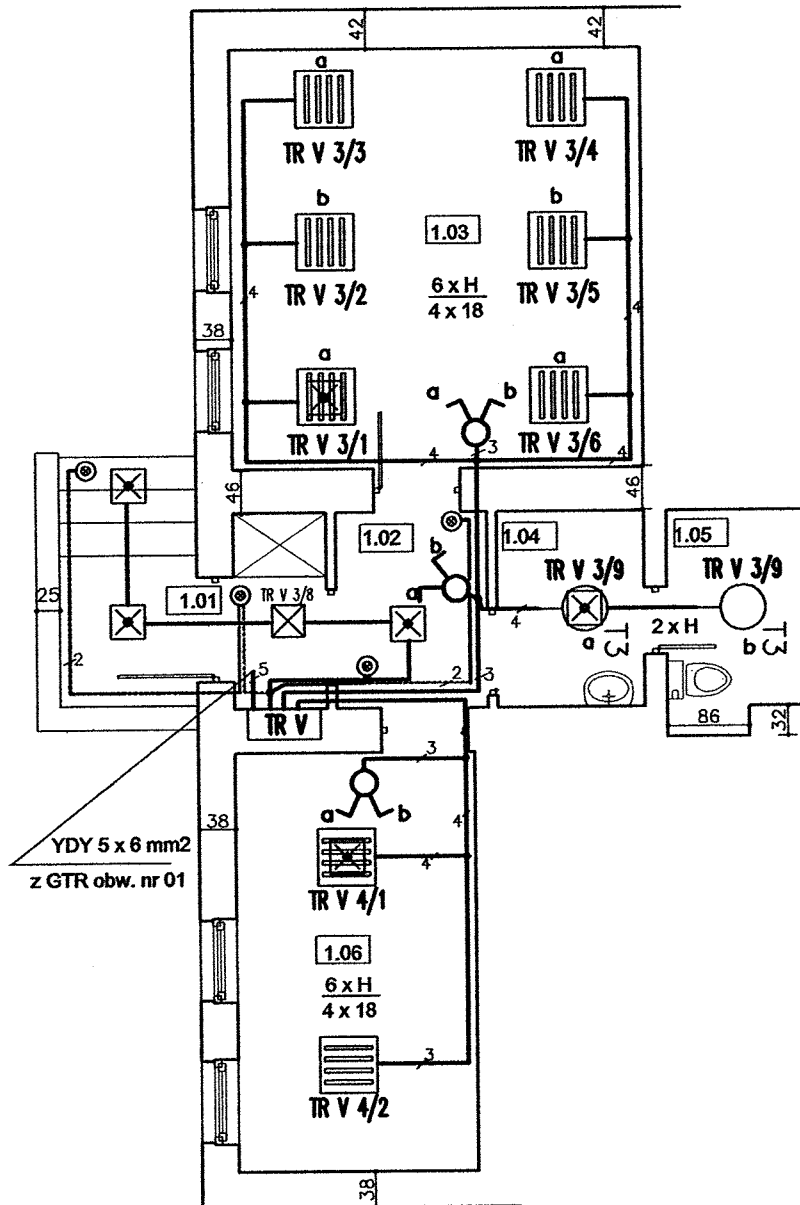 42
42
a
a
TR V 3/3
TR V 3/4
b
b
1.03
TR V 3/2
6 x H
TR V 3/5
4 x 18
4
4
38
a
a
a
b
TR V 3/1
TR V 3/6
3
4
4
46
46
1.02
1.04
1.05
b
TR V 3/9
TR V 3/9
25
1.01
TR V 3/8
a
4
a
T3
2 x H
b
T3
2
5
2
3
TR V
86
32
3
a
b
38
4
YDY 5 x 6 mm2
4
z GTR obw. nr 01
TR V 4/1
1.06
6 x H
4 x 18
3
TR V 4/2
38